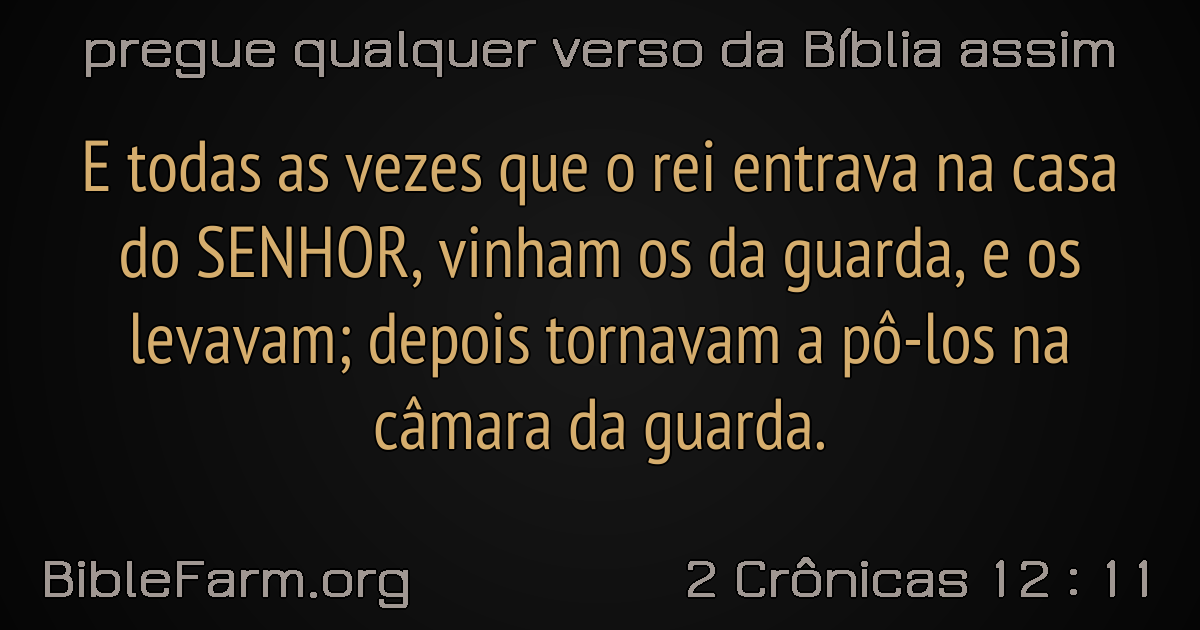 pregue qualquer verso da Bíblia assim
E todas as vezes que o rei entrava na casa
do SENHOR, vinham os da guarda, e os
levavam; depois tornavam a pô-los na
câmara da guarda.
BibleFarm.org
2 Crônicas 12 : 11